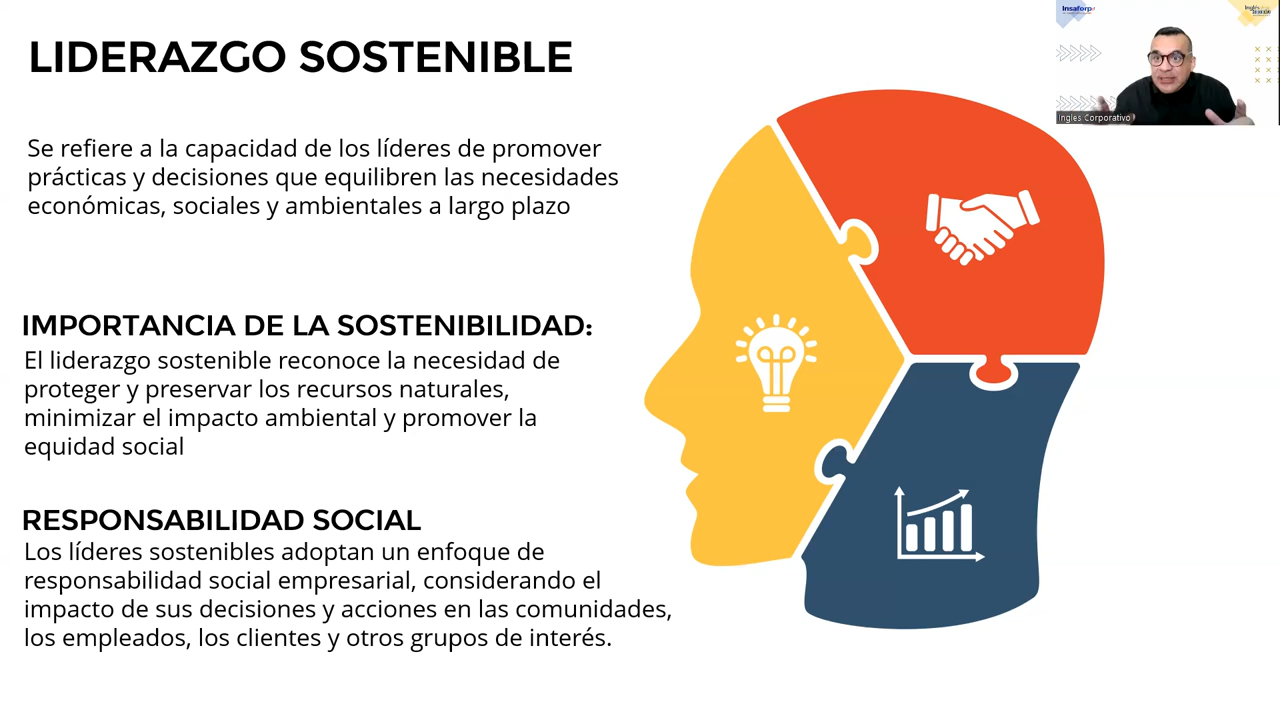 LIDERAZGO SOSTENIBLE
Se refiere a la capacidad de los líderes de promover
prácticas y decisiones que equilibren las necesidades
económicas, sociales y ambientales a largo plazo
IMPORTANCIA DE LA SOSTENIBILIDAD:
El liderazgo sostenible reconoce la necesidad de
proteger y preservar los recursos naturales,
minimizar el impacto ambiental y promover la
equidad social
RESPONSABILIDAD SOCIAL
Los líderes sostenibles adoptan un enfoque de
responsabilidad social empresarial, considerando el
impacto de sus decisiones y acciones en las comunidades,
los empleados, los clientes y otros grupos de interés.
Insaforp
Ingles Corporativo